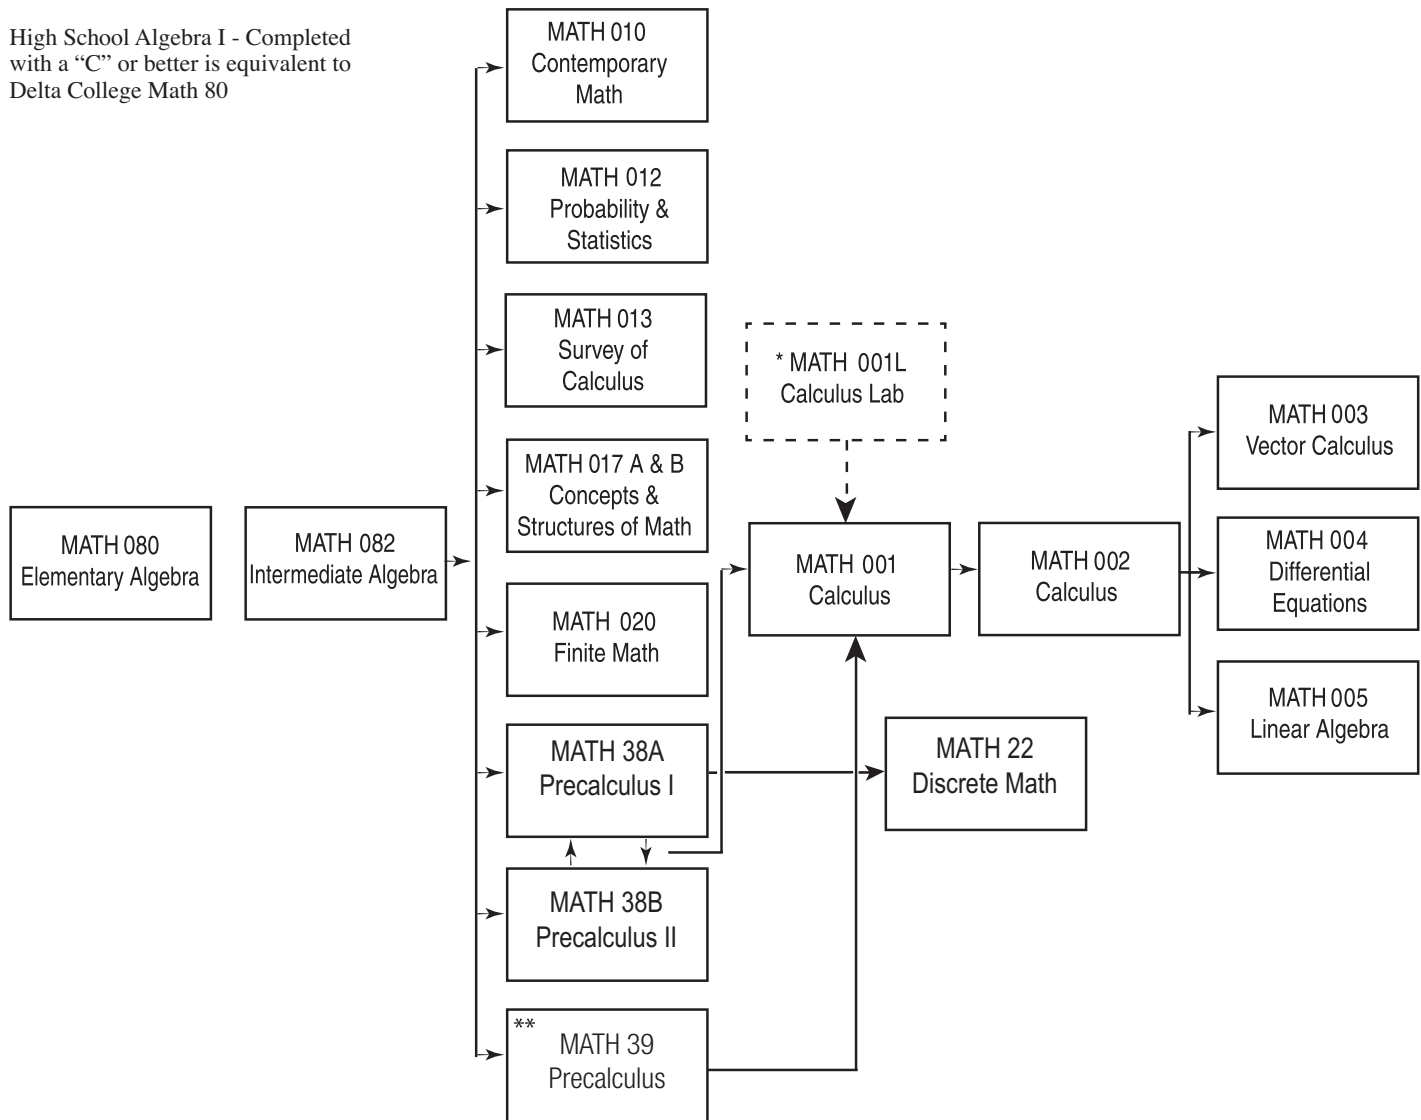 High School Algebra I - Completed
with a “C” or better is equivalent to
Delta College Math 80
MATH 010
Contemporary
Math
MATH 012
Probability &
Statistics
MATH 013
Survey of
Calculus
MATH 017 A & B
Concepts &
Structures of Math
MATH 080
Elementary Algebra
MATH 082
Intermediate Algebra
MATH 020
Finite Math
MATH 38A
Precalculus I
MATH 38B
Precalculus II
**
MATH 39
Precalculus
* MATH 001L
Calculus Lab
MATH 001
Calculus
MATH 002
Calculus
MATH 22
Discrete Math
MATH 003
Vector Calculus
MATH 004
Differential
Equations
MATH 005
Linear Algebra